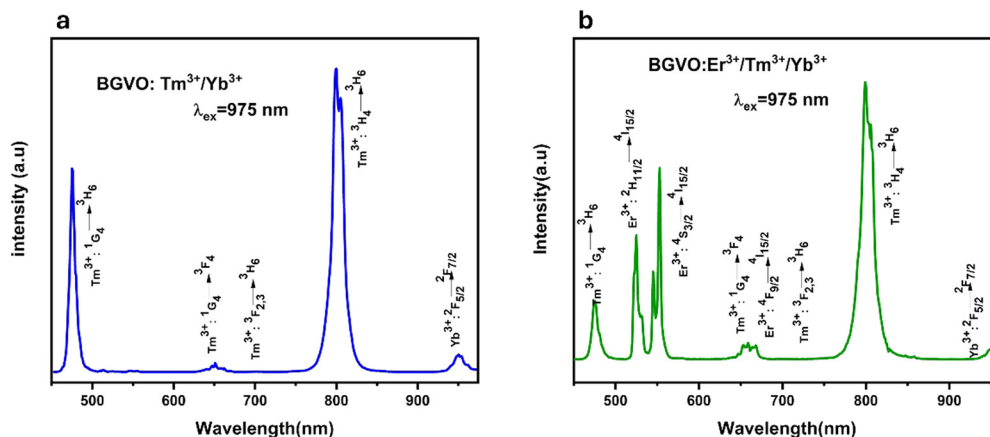 a
BGVO: Tm³⁺/Yb³⁺
λₑₓ=975 nm
intensity (a.u)
Tm³⁺: ¹G₄→³H₆
Tm³⁺: ¹G₄→³F₄
Tm³⁺: ³F₂,₃→³H₆
Tm³⁺: ³H₄→³H₆
Yb³⁺: ²F₅/₂→²F₇/₂
450 500 600 700 800 900
Wavelength(nm)
b
BGVO:Er³⁺/Tm³⁺/Yb³⁺
λₑₓ=975 nm
Intensity(a.u)
Tm³⁺: ¹G₄→³H₆
Er³⁺: ²H₁₁/₂→⁴I₁₅/₂
Er³⁺: ⁴S₃/₂→⁴I₁₅/₂
Tm³⁺: ¹G₄→³F₄
Er³⁺: ⁴F₉/₂→⁴I₁₅/₂
Tm³⁺: ³F₂,₃→³H₆
Tm³⁺: ³H₄→³H₆
Yb³⁺: ²F₅/₂→²F₇/₂
500 600 700 800 900
Wavelength(nm)